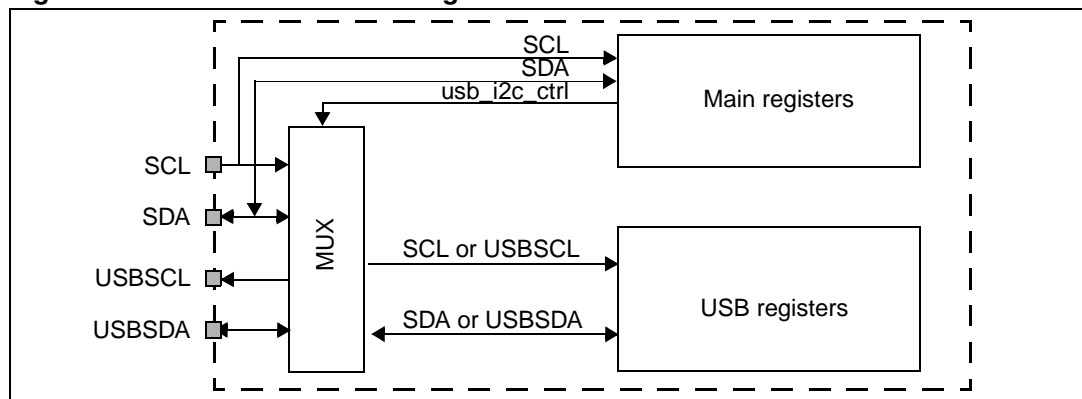 SCL
SDA
usb_i2c_ctrl
Main registers
SCL
SDA
MUX
SCL or USBSCL
USBSCL
USB registers
SDA or USBSDA
USBSDA